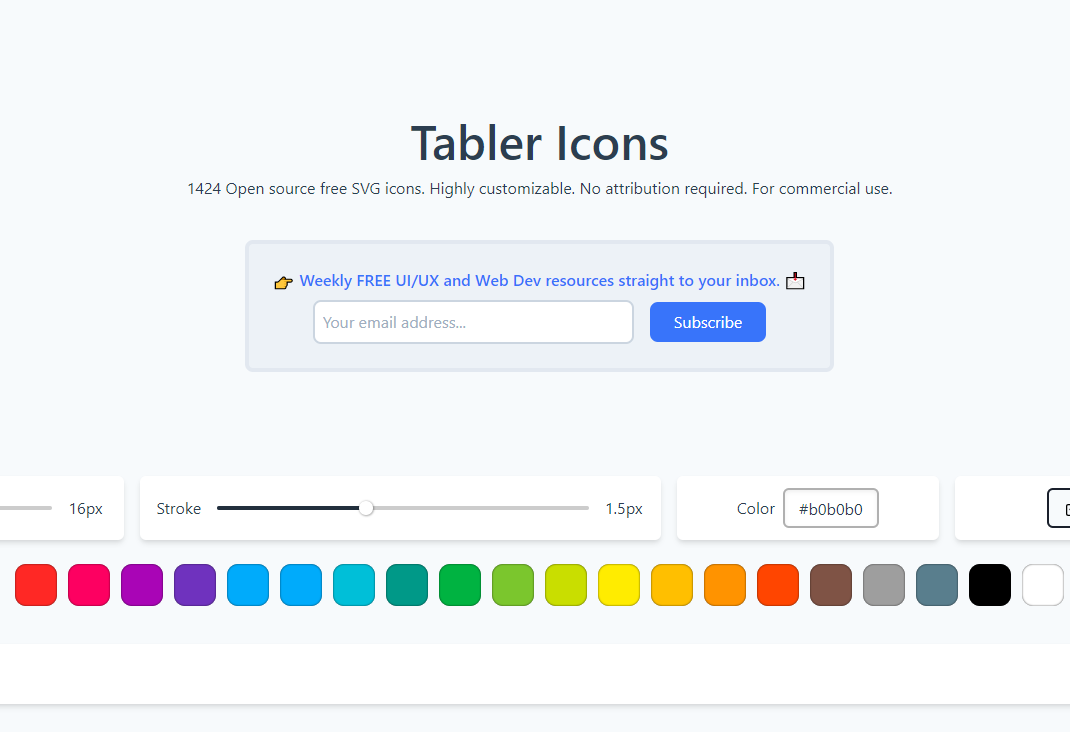 Tabler Icons
1424 Open source free SVG icons. Highly customizable. No attribution required. For commercial use.
👉 Weekly FREE UI/UX and Web Dev resources straight to your inbox. 📩
Your email address...
Subscribe
16px
Stroke
1.5px
Color
#b0b0b0